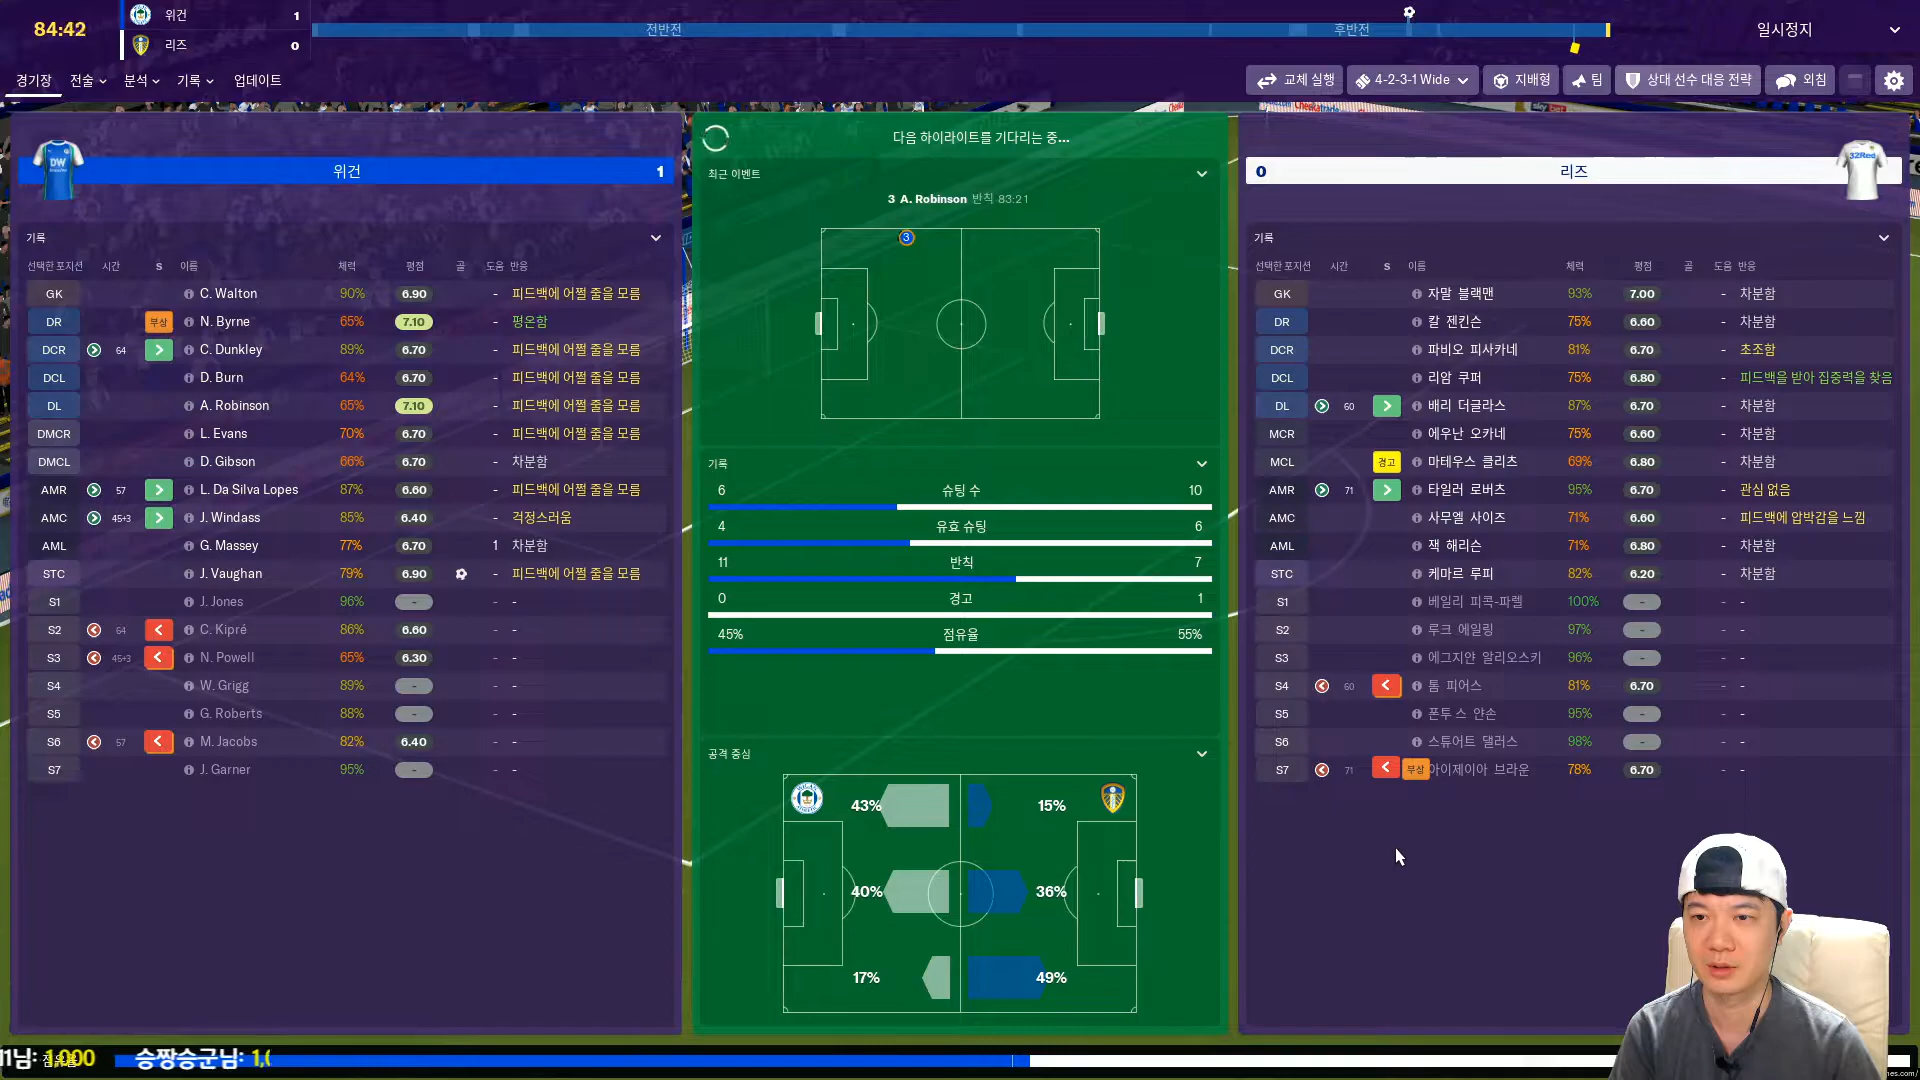 84:42
위건 1
리즈 0
전반전 후반전
일시정지
경기장 전술 분석 기록 업데이트
교체 실행 4-2-3-1 Wide 지배형 팀 상대 선수 대응 전략 외침
위건 1
기록
선택한 포지션 시간 S 이름 체력 평점 골 도움 반응
GK C. Walton 90% 6.90 - 피드백에 어쩔 줄을 모름
DR 부상 N. Byrne 65% 7.10 - 평온함
DCR 64 C. Dunkley 89% 6.70 - 피드백에 어쩔 줄을 모름
DCL D. Burn 64% 6.70 - 피드백에 어쩔 줄을 모름
DL A. Robinson 65% 7.10 - 피드백에 어쩔 줄을 모름
DMCR L. Evans 70% 6.70 - 피드백에 어쩔 줄을 모름
DMCL D. Gibson 66% 6.70 - 차분함
AMR 57 L. Da Silva Lopes 87% 6.60 - 피드백에 어쩔 줄을 모름
AMC 45+3 J. Windass 85% 6.40 - 걱정스러움
AML G. Massey 77% 6.70 1 차분함
STC J. Vaughan 79% 6.90 - 피드백에 어쩔 줄을 모름
S1 J. Jones 96% - - -
S2 64 C. Kipré 86% 6.60 - -
S3 45+3 N. Powell 65% 6.30 - -
S4 W. Grigg 89% - - -
S5 G. Roberts 88% - - -
S6 57 M. Jacobs 82% 6.40 - -
S7 J. Garner 95% - - -
다음 하이라이트를 기다리는 중...
최근 이벤트
3 A. Robinson 반칙 83:21
3
기록
6 슈팅 수 10
4 유효 슈팅 6
11 반칙 7
0 경고 1
45% 점유율 55%
공격 중심
43% 15%
40% 36%
17% 49%
0 리즈
32Red
기록
선택한 포지션 시간 S 이름 체력 평점 골 도움 반응
GK 자말 블랙맨 93% 7.00 - 차분함
DR 칼 젠킨슨 75% 6.60 - 차분함
DCR 파비오 피사카네 81% 6.70 - 초조함
DCL 리암 쿠퍼 75% 6.80 - 피드백을 받아 집중력을 찾음
DL 60 배리 더글라스 87% 6.70 - 차분함
MCR 에우난 오카네 75% 6.60 - 차분함
MCL 경고 마테우스 클리츠 69% 6.80 - 차분함
AMR 71 타일러 로버츠 95% 6.70 - 관심 없음
AMC 사무엘 사이즈 71% 6.60 - 피드백에 압박감을 느낌
AML 잭 해리슨 71% 6.80 - 차분함
STC 케마르 루피 82% 6.20 - 차분함
S1 베일리 피콕-파렐 100% - - -
S2 루크 에일링 97% - - -
S3 에그지얀 알리오스키 96% - - -
S4 60 톰 피어스 81% 6.70 - -
S5 폰투스 얀손 95% - - -
S6 스튜어트 댈러스 98% - - -
S7 71 부상 아이제이아 브라운 78% 6.70 - -
1님: 1,000 승짱승군님: 1,